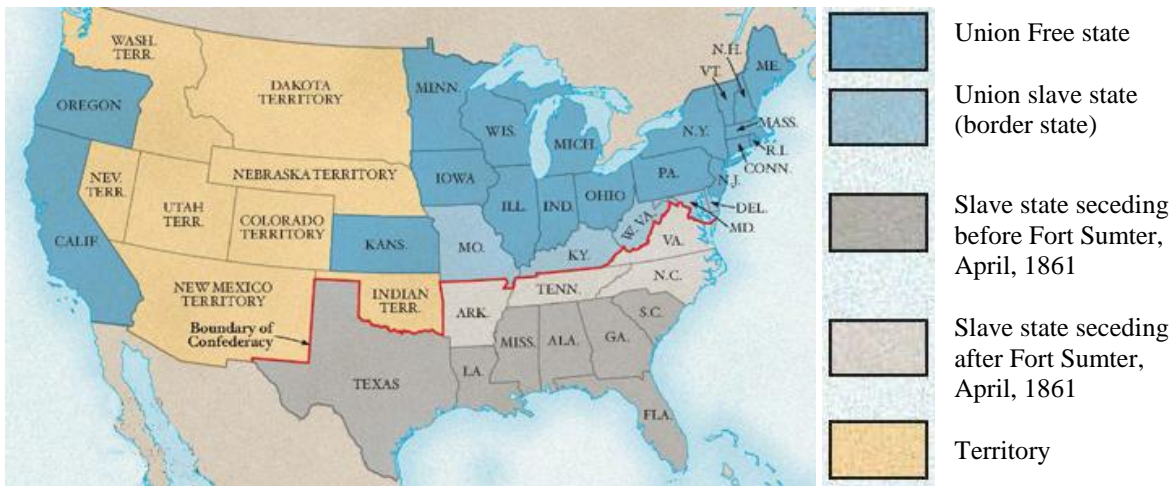 WASH.
TERR.
OREGON
DAKOTA
TERRITORY
MINN.
WIS.
MICH.
N.H.
VT.
ME.
N.Y.
MASS.
R.I.
CONN.
NEV.
TERR.
UTAH
TERR.
NEBRASKA TERRITORY
COLORADO
TERRITORY
IOWA
ILL.
IND.
OHIO
PA.
N.J.
DEL.
MD.
W. VA.
VA.
CALIF.
KANS.
MO.
KY.
NEW MEXICO
TERRITORY
INDIAN
TERR.
Boundary of
Confederacy
ARK.
TENN.
N.C.
S.C.
TEXAS
LA.
MISS.
ALA.
GA.
FLA.
Union Free state
Union slave state
(border state)
Slave state seceding
before Fort Sumter,
April, 1861
Slave state seceding
after Fort Sumter,
April, 1861
Territory